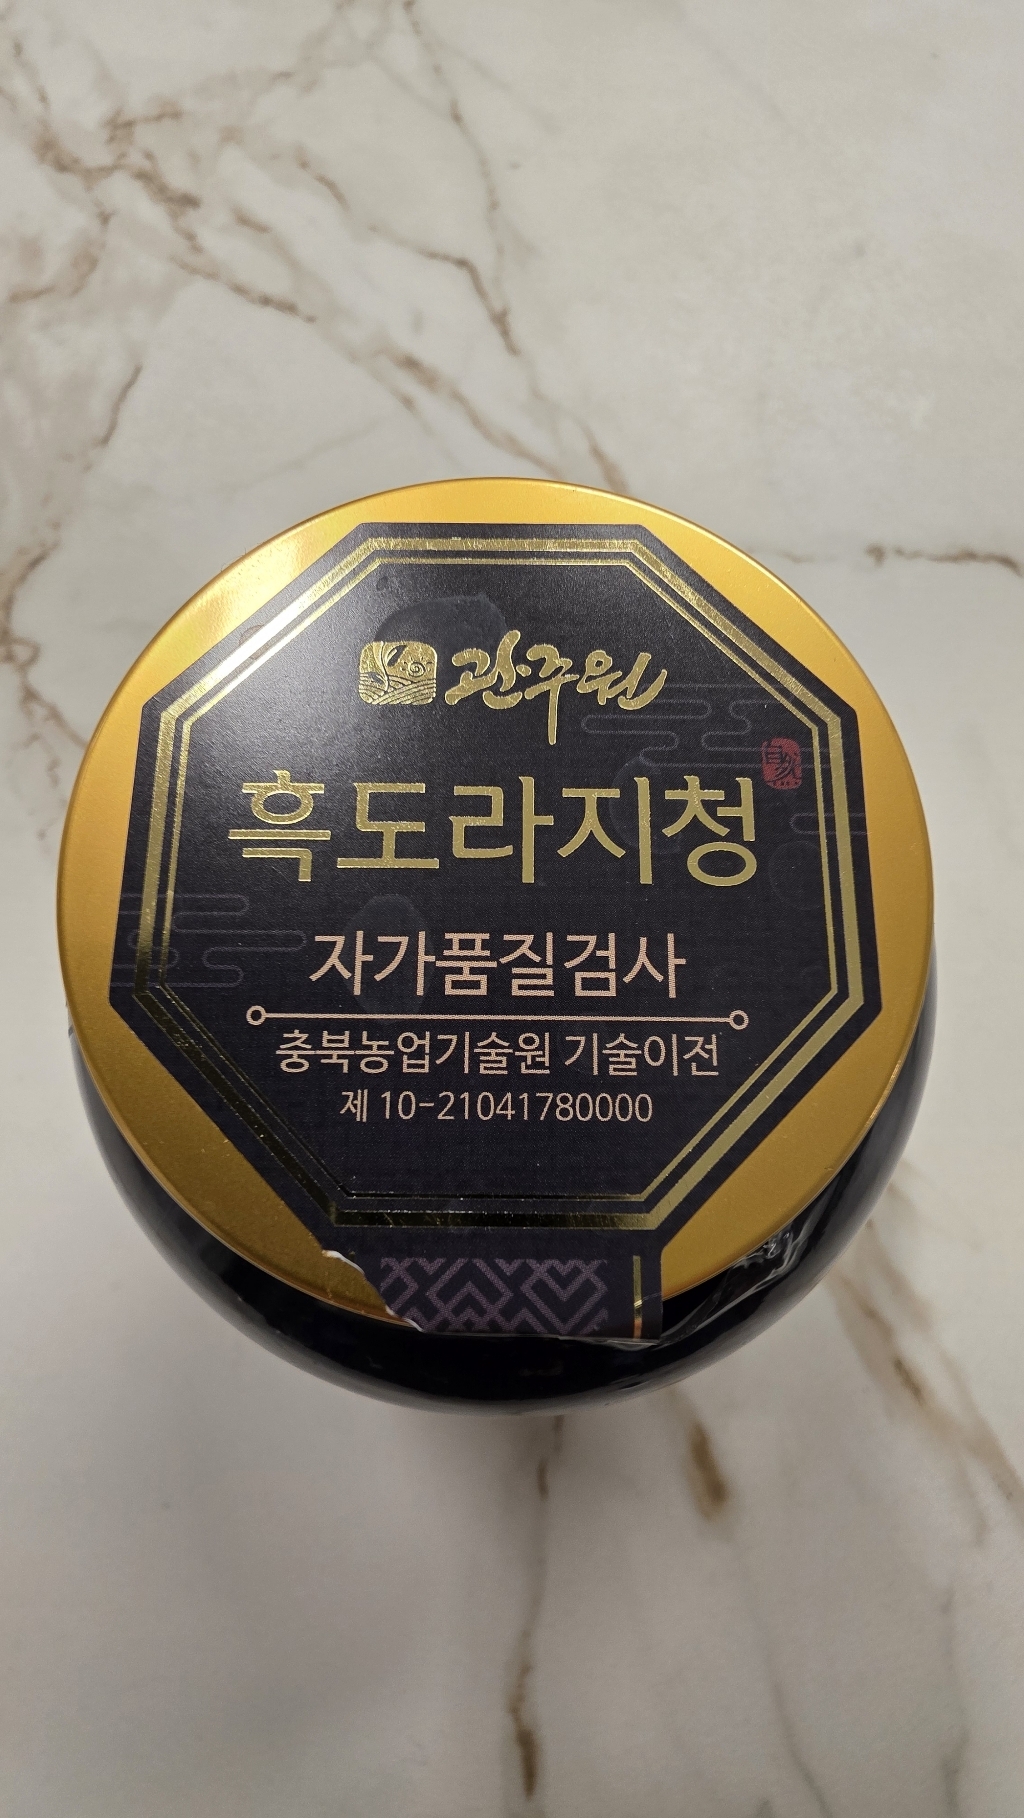 관주원
흑도라지청
자가품질검사
충북농업기술원 기술이전
제 10-21041780000